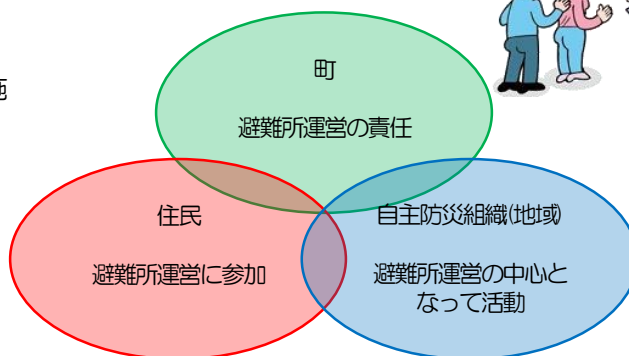 施
町
避難所運営の責任
住民
避難所運営に参加
自主防災組織(地域)
避難所運営の中心と
なって活動